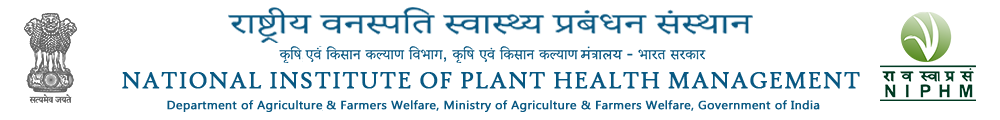 राष्ट्रीय वनस्पति स्वास्थ्य प्रबंधन संस्थान
कृषि एवं किसान कल्याण विभाग, कृषि एवं किसान कल्याण मंत्रालय - भारत सरकार
NATIONAL INSTITUTE OF PLANT HEALTH MANAGEMENT
Department of Agriculture & Farmers Welfare, Ministry of Agriculture & Farmers Welfare, Government of India
सत्यमेव जयते
रा व स्वा प्र सं
NIPHM